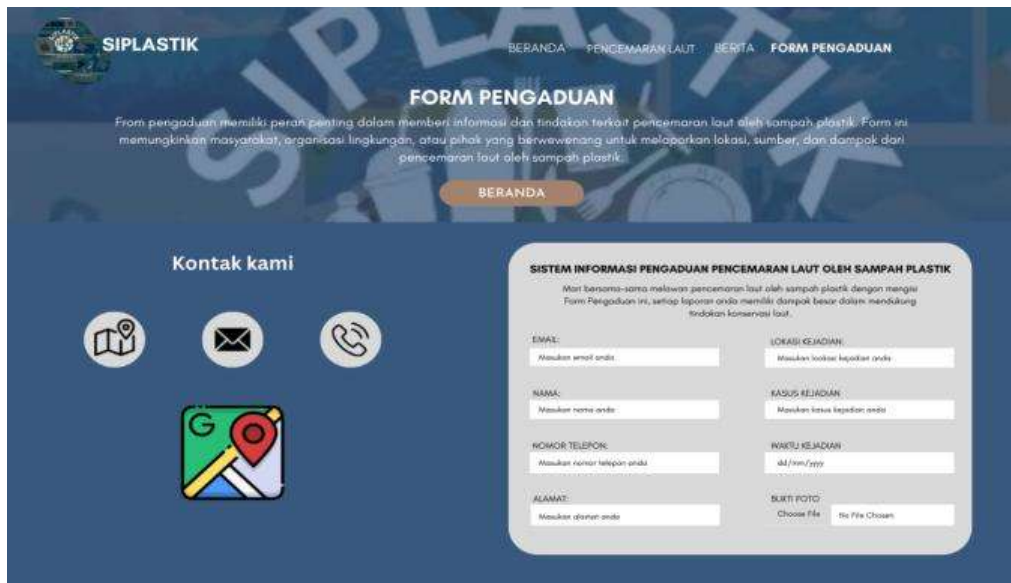 SIPLASTIK
BERANDA PENCEMARAN LAUT BERITA FORM PENGADUAN
SIPLASTIK
FORM PENGADUAN
From pengaduan memiliki peran penting dalam memberi informasi dan tindakan terkait pencemaran laut oleh sampah plastik. Form ini
memungkinkan masyarakat, organisasi lingkungan, atau pihak yang berwewenang untuk melaporkan lokasi, sumber, dan dampak dari
pencemaran laut oleh sampah plastik.
BERANDA
Kontak kami
G
SISTEM INFORMASI PENGADUAN PENCEMARAN LAUT OLEH SAMPAH PLASTIK
Mari bersama-sama melawan pencemaran laut oleh sampah plastik dengan mengisi
Form Pengaduan ini, setiap laporan anda memiliki dampak besar dalam mendukung
tindakan konservasi laut.
EMAIL:
Masukan email anda
NAMA:
Masukan nama anda
NOMOR TELEPON:
Masukan nomor telepon anda
ALAMAT:
Masukan alamat anda
LOKASI KEJADIAN:
Masukan lookasi kejadian anda
KASUS KEJADIAN
Masukan kasus kejadian anda
WAKTU KEJADIAN
dd/mm/yyy
BUKTI FOTO
Choose File No File Chosen